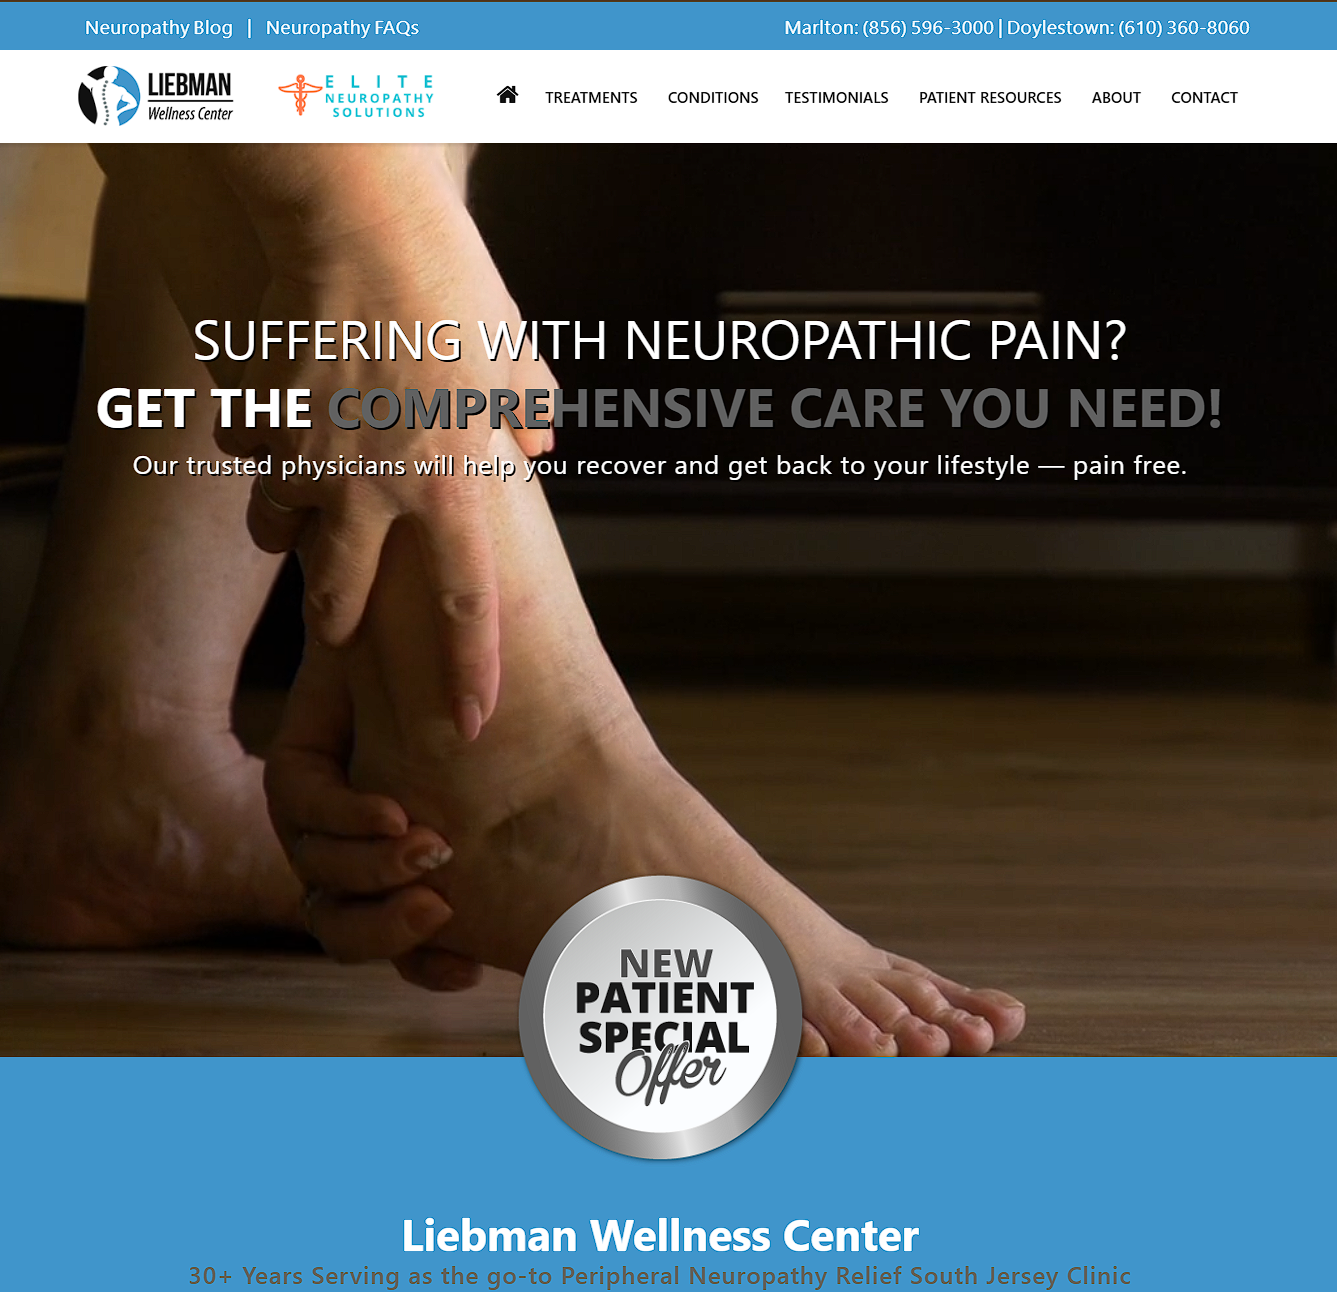 Neuropathy Blog | Neuropathy FAQs
Marlton: (856) 596-3000 | Doylestown: (610) 360-8060
LIEBMAN
Wellness Center
ELITE
NEUROPATHY
SOLUTIONS
TREATMENTS CONDITIONS TESTIMONIALS PATIENT RESOURCES ABOUT CONTACT
SUFFERING WITH NEUROPATHIC PAIN?
GET THE COMPREHENSIVE CARE YOU NEED!
Our trusted physicians will help you recover and get back to your lifestyle — pain free.
NEW
PATIENT
SPECIAL
Offer
Liebman Wellness Center
30+ Years Serving as the go-to Peripheral Neuropathy Relief South Jersey Clinic